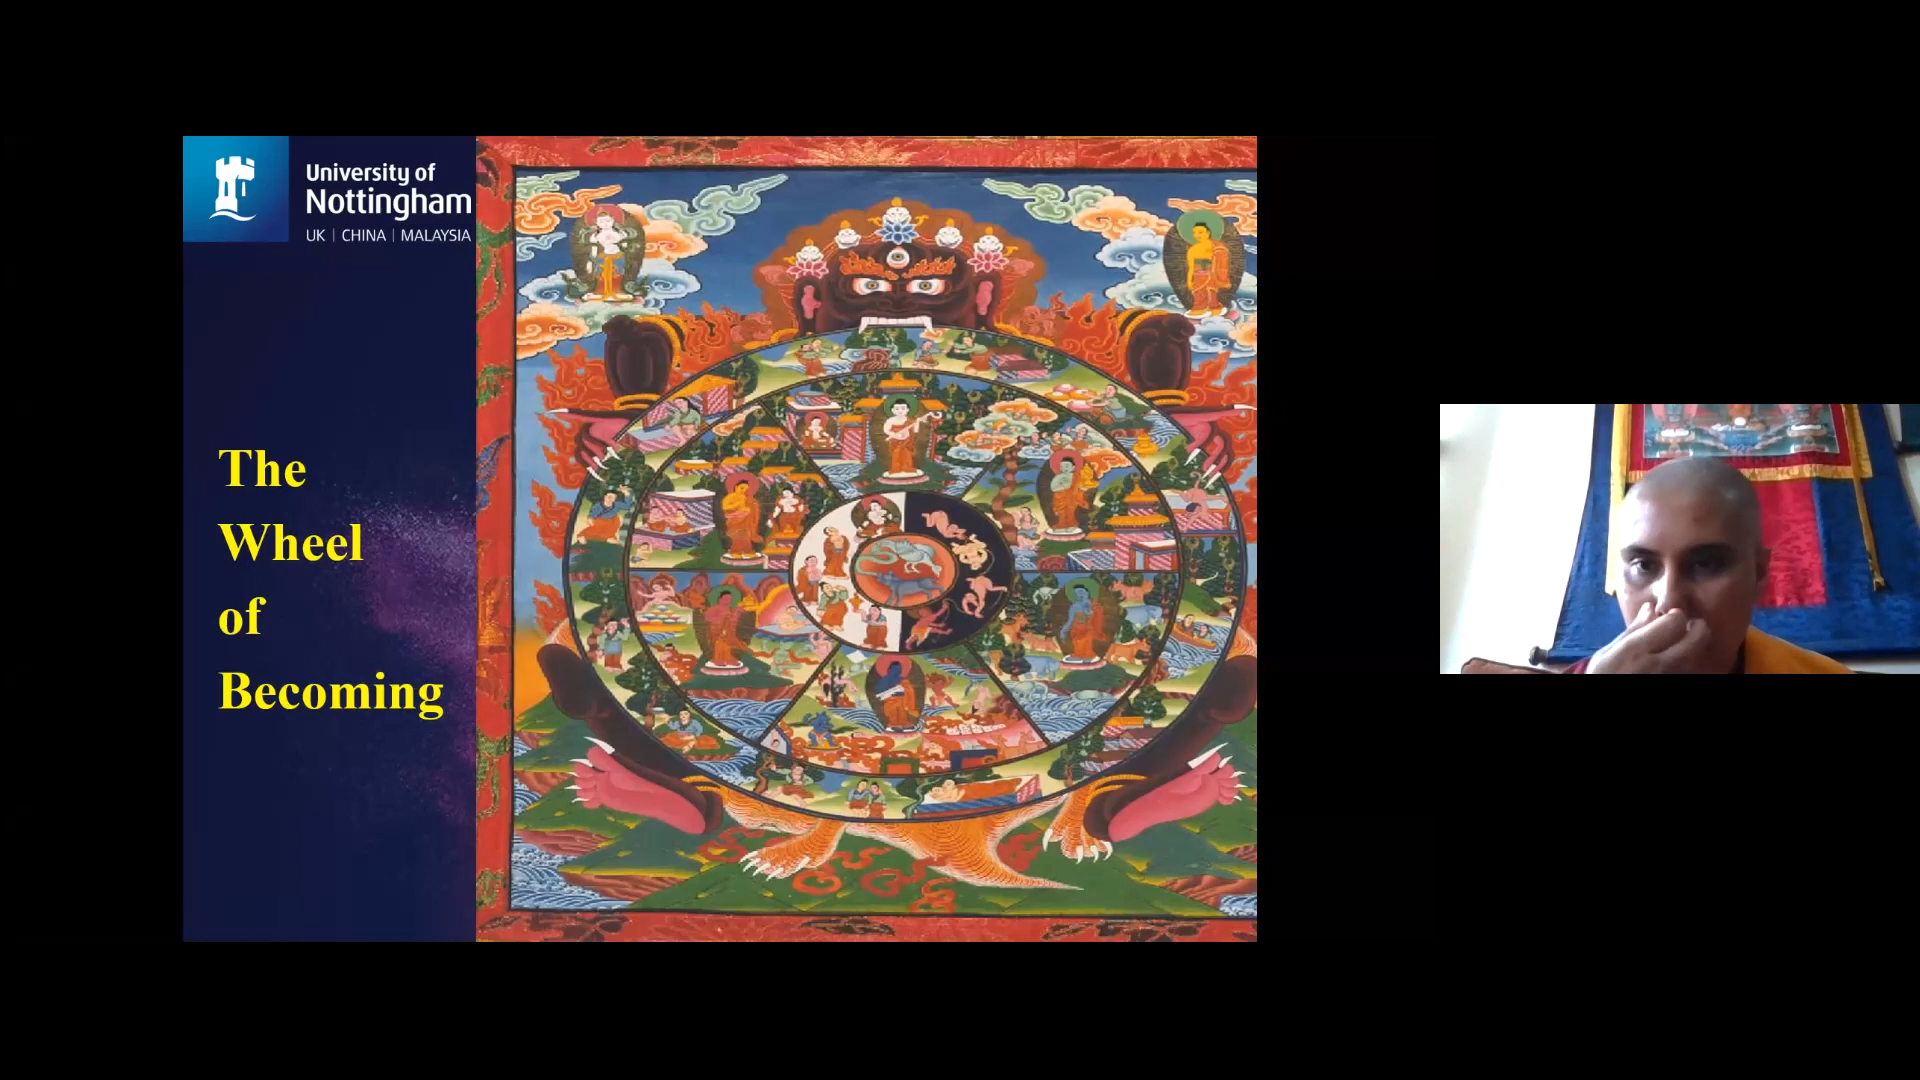 University of
Nottingham
UK | CHINA | MALAYSIA
The
Wheel
of
Becoming